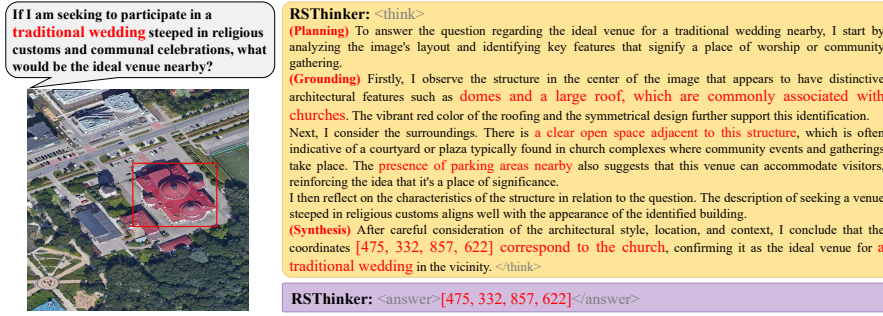 If I am seeking to participate in a
traditional wedding steeped in religious
customs and communal celebrations, what
would be the ideal venue nearby?
RSThinker: <think>
(Planning) To answer the question regarding the ideal venue for a traditional wedding nearby, I start by
analyzing the image's layout and identifying key features that signify a place of worship or community
gathering.
(Grounding) Firstly, I observe the structure in the center of the image that appears to have distinctive
architectural features such as domes and a large roof, which are commonly associated with
churches. The vibrant red color of the roofing and the symmetrical design further support this identification.
Next, I consider the surroundings. There is a clear open space adjacent to this structure, which is often
indicative of a courtyard or plaza typically found in church complexes where community events and gatherings
take place. The presence of parking areas nearby also suggests that this venue can accommodate visitors,
reinforcing the idea that it's a place of significance.
I then reflect on the characteristics of the structure in relation to the question. The description of seeking a venue
steeped in religious customs aligns well with the appearance of the identified building.
(Synthesis) After careful consideration of the architectural style, location, and context, I conclude that the
coordinates [475, 332, 857, 622] correspond to the church, confirming it as the ideal venue for a
traditional wedding in the vicinity. </think>
RSThinker: <answer>[475, 332, 857, 622]</answer>